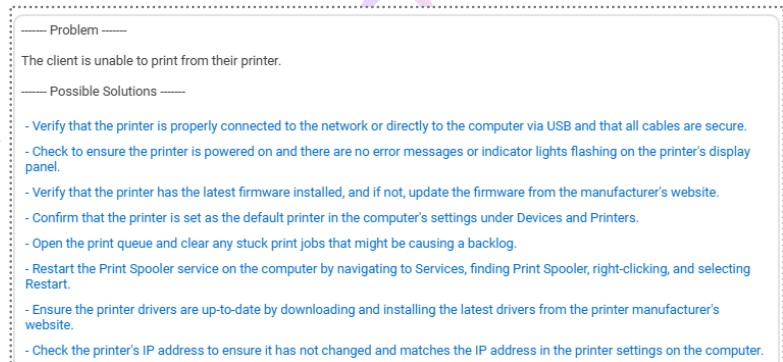 ------- Problem -------
The client is unable to print from their printer.
------- Possible Solutions -------
- Verify that the printer is properly connected to the network or directly to the computer via USB and that all cables are secure.
- Check to ensure the printer is powered on and there are no error messages or indicator lights flashing on the printer's display
panel.
- Verify that the printer has the latest firmware installed, and if not, update the firmware from the manufacturer's website.
- Confirm that the printer is set as the default printer in the computer's settings under Devices and Printers.
- Open the print queue and clear any stuck print jobs that might be causing a backlog.
- Restart the Print Spooler service on the computer by navigating to Services, finding Print Spooler, right-clicking, and selecting
Restart.
- Ensure the printer drivers are up-to-date by downloading and installing the latest drivers from the printer manufacturer's
website.
- Check the printer's IP address to ensure it has not changed and matches the IP address in the printer settings on the computer.